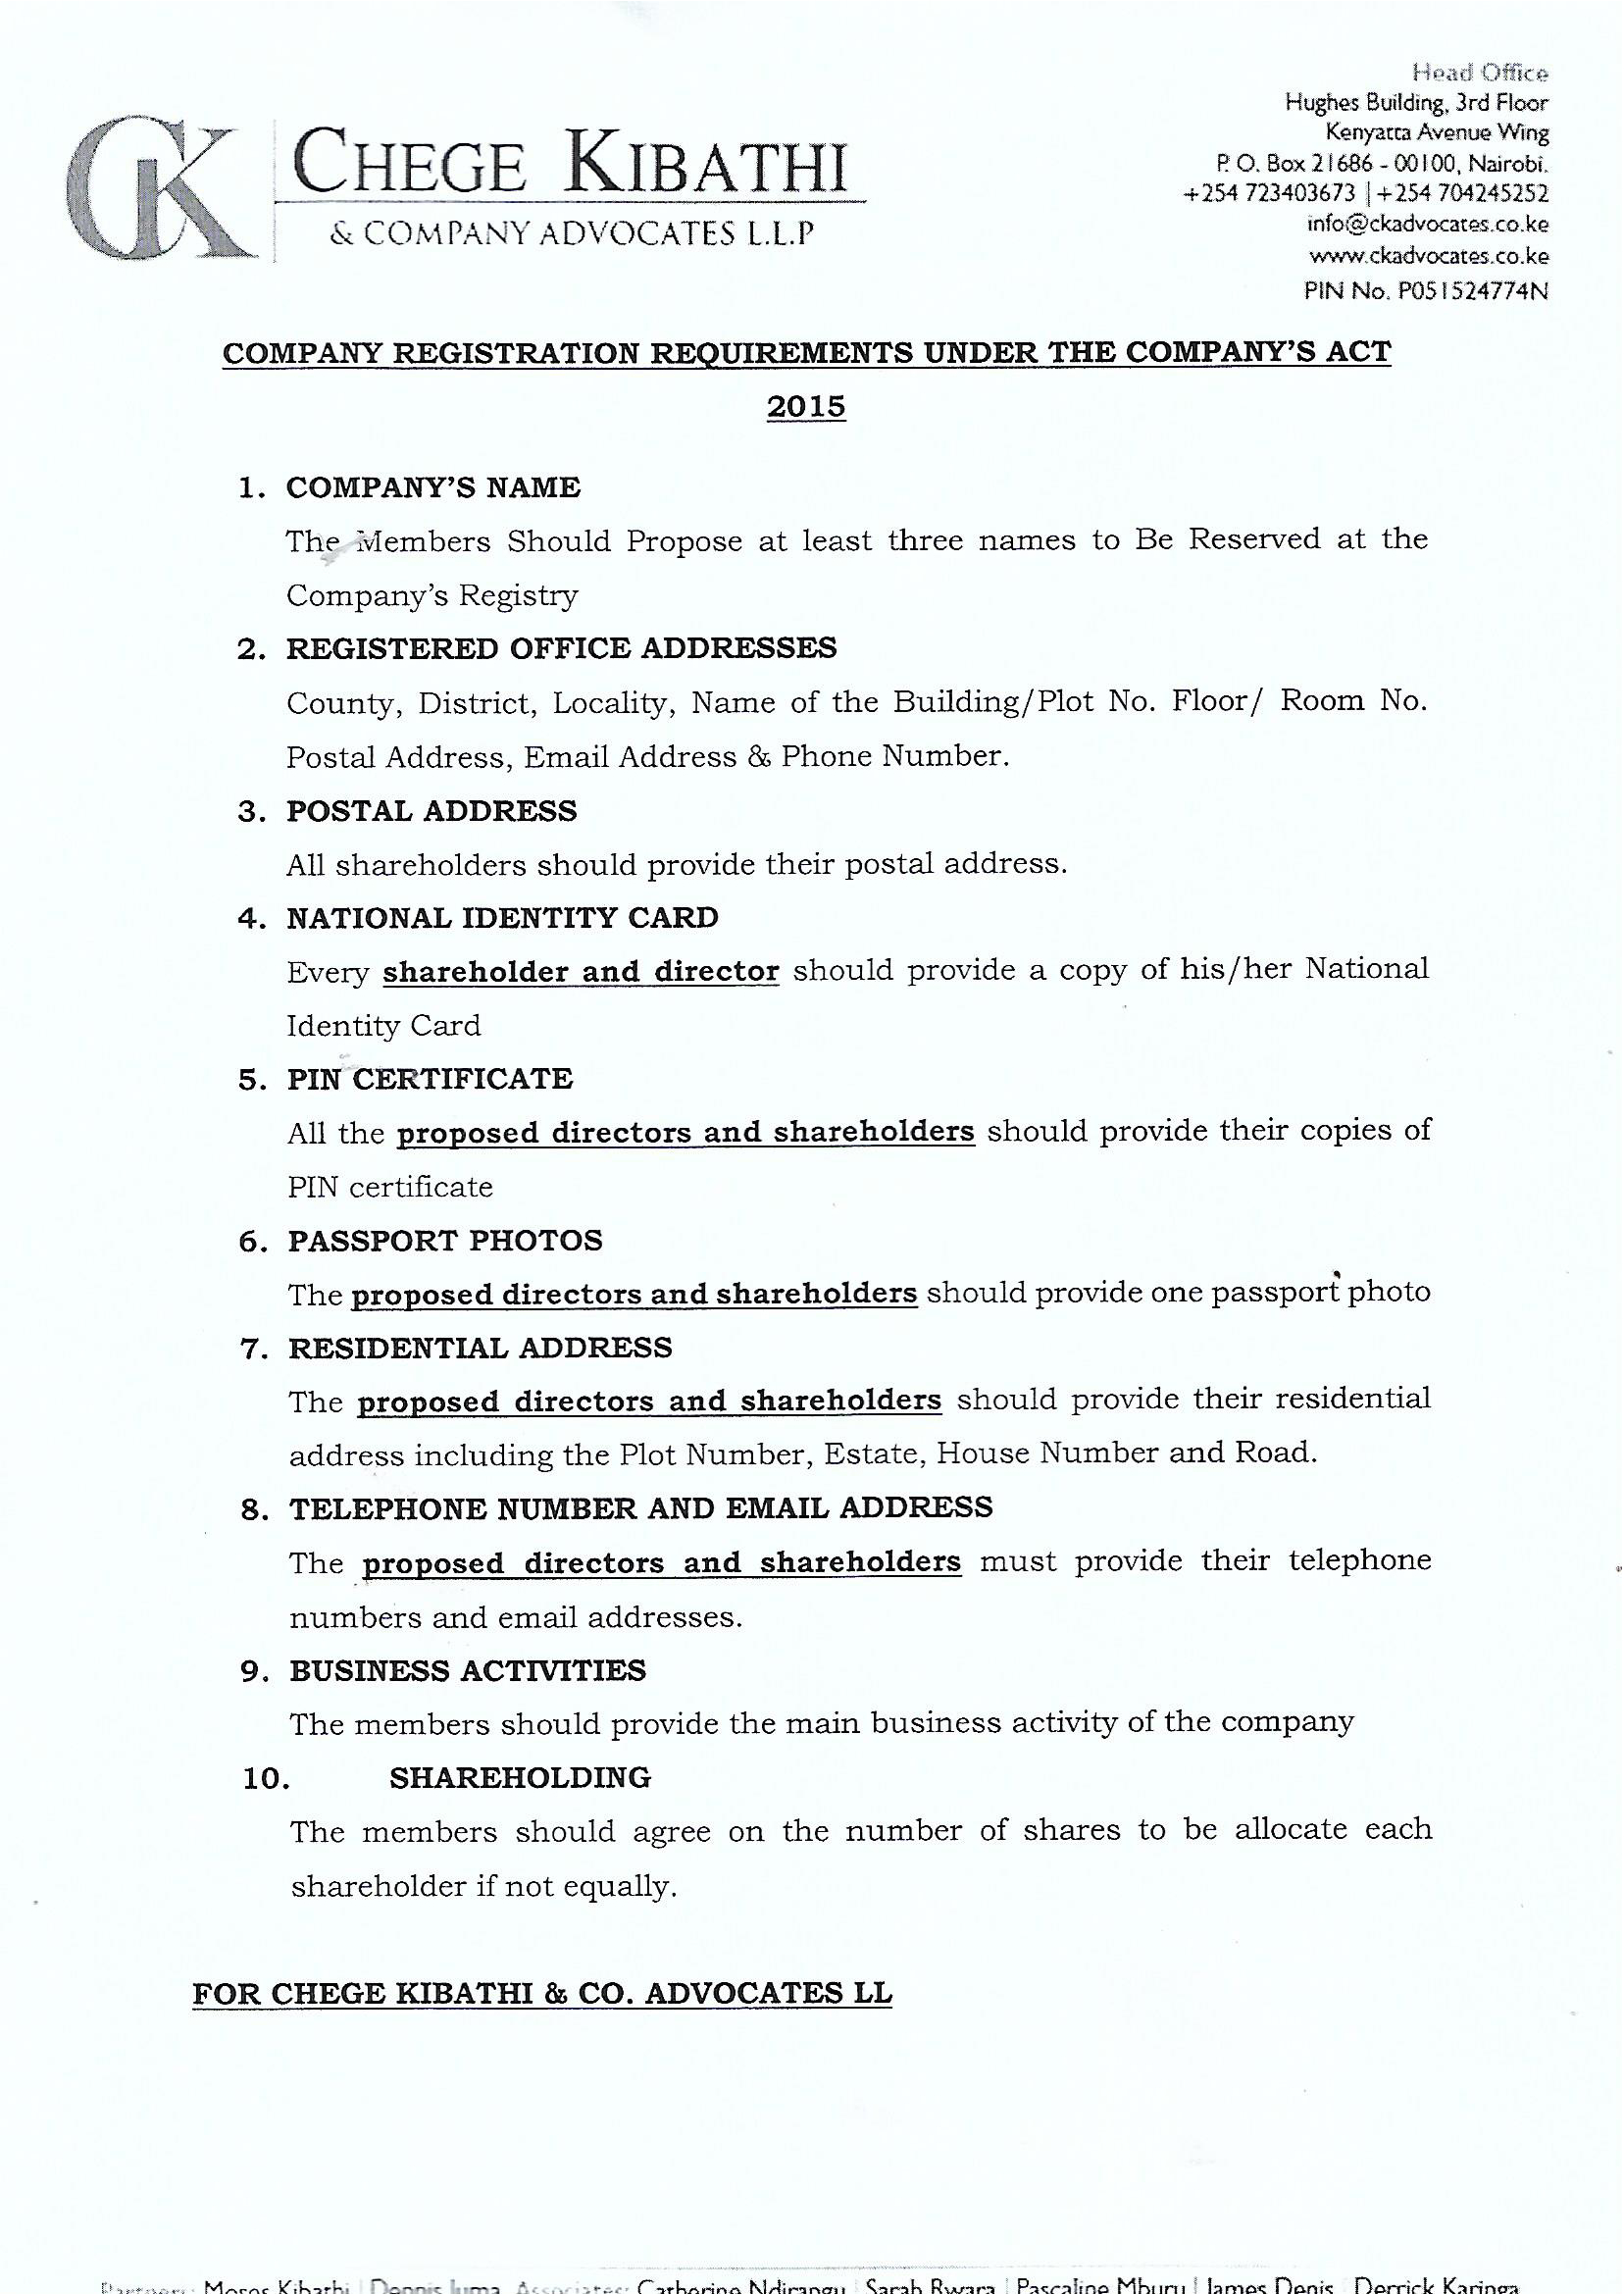 Head Office
Hughes Building, 3rd Floor
Kenyatta Avenue Wing
P. O. Box 21686 - 00100, Nairobi.
+254 723403673 | +254 704245252
info@ckadvocates.co.ke
www.ckadvocates.co.ke
PIN No. P051524774N
CK
CHEGE KIBATHI
& COMPANY ADVOCATES L.L.P
COMPANY REGISTRATION REQUIREMENTS UNDER THE COMPANY'S ACT
2015
1. COMPANY'S NAME
The Members Should Propose at least three names to Be Reserved at the
Company's Registry
2. REGISTERED OFFICE ADDRESSES
County, District, Locality, Name of the Building/Plot No. Floor/ Room No.
Postal Address, Email Address & Phone Number.
3. POSTAL ADDRESS
All shareholders should provide their postal address.
4. NATIONAL IDENTITY CARD
Every shareholder and director should provide a copy of his/her National
Identity Card
5. PIN CERTIFICATE
All the proposed directors and shareholders should provide their copies of
PIN certificate
6. PASSPORT PHOTOS
The proposed directors and shareholders should provide one passport photo
7. RESIDENTIAL ADDRESS
The proposed directors and shareholders should provide their residential
address including the Plot Number, Estate, House Number and Road.
8. TELEPHONE NUMBER AND EMAIL ADDRESS
The proposed directors and shareholders must provide their telephone
numbers and email addresses.
9. BUSINESS ACTIVITIES
The members should provide the main business activity of the company
10. SHAREHOLDING
The members should agree on the number of shares to be allocate each
shareholder if not equally.
FOR CHEGE KIBATHI & CO. ADVOCATES LL
Partners: Moses Kibathi | Dennis Juma Associates: Catherine Ndirangu | Sarah Rwara | Pascaline Mburu | James Denis | Derrick Karinga